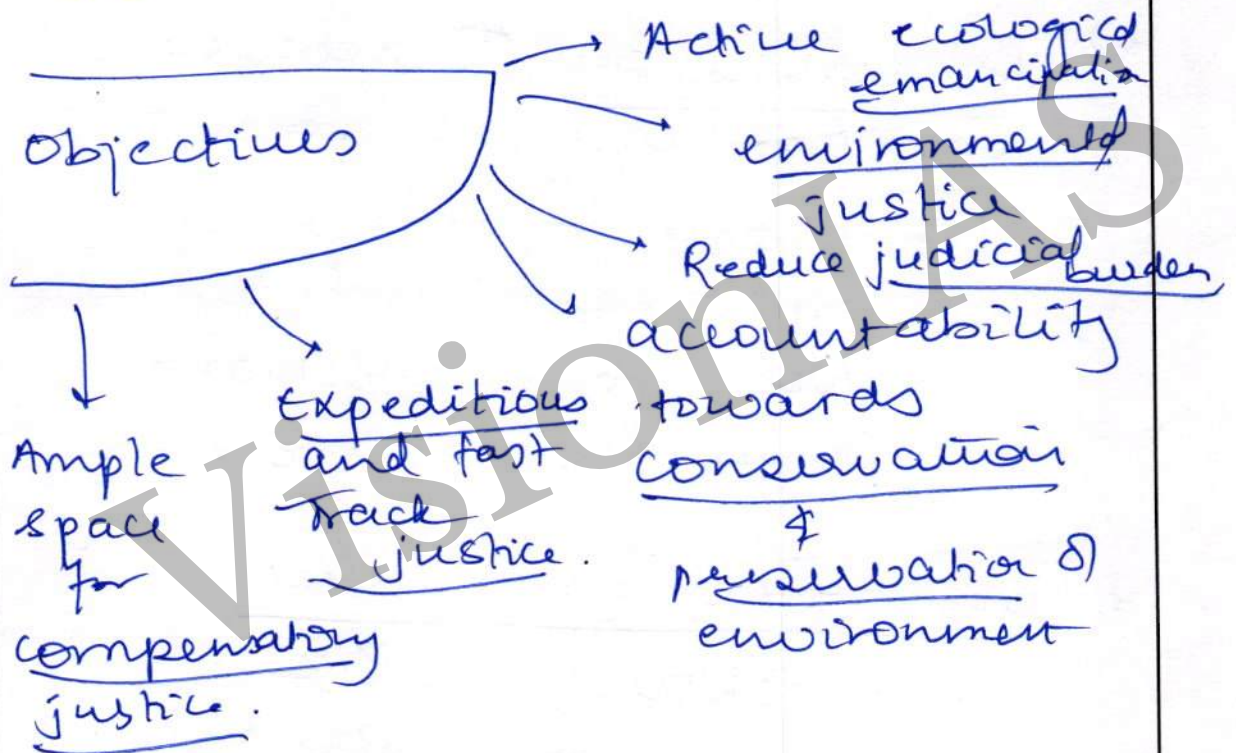 Objectives
Active ecological
emancipation
environmental
justice
Reduce judicial
burden
accountability
towards
conservation
&
preservation of
environment
Expeditious
and fast
Track
justice.
Ample
space
for
compensatory
justice.
VisionIAS